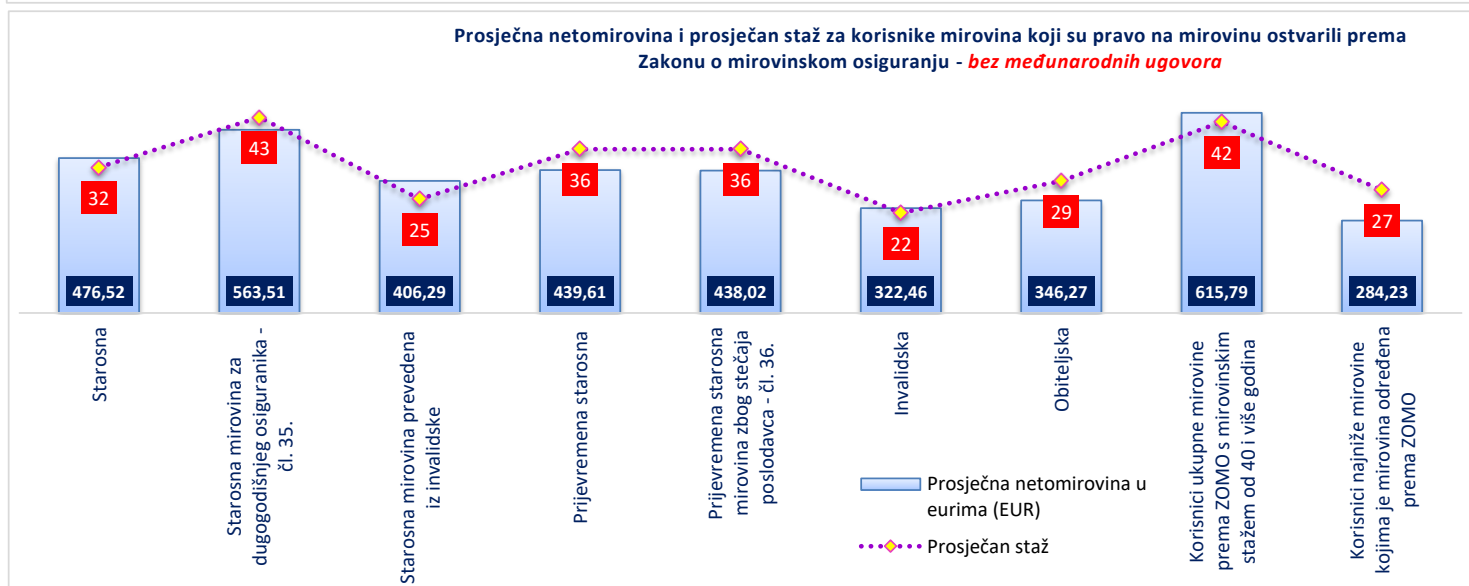 Prosječna netomirovina i prosječan staž za korisnike mirovina koji su pravo na mirovinu ostvarili prema
Zakonu o mirovinskom osiguranju - bez međunarodnih ugovora
32
43
25
36
36
22
29
42
27
476,52
563,51
406,29
439,61
438,02
322,46
346,27
615,79
284,23
Starosna
Starosna mirovina za
dugogodišnjeg osiguranika -
čl. 35.
Starosna mirovina prevedena
iz invalidske
Prijevremena starosna
Prijevremena starosna
mirovina zbog stečaja
poslodavca - čl. 36.
Invalidska
Obiteljska
Korisnici ukupne mirovine
prema ZOMO s mirovinskim
stažem od 40 i više godina
Korisnici najniže mirovine
kojima je mirovina određena
prema ZOMO
Prosječna netomirovina u
eurima (EUR)
Prosječan staž